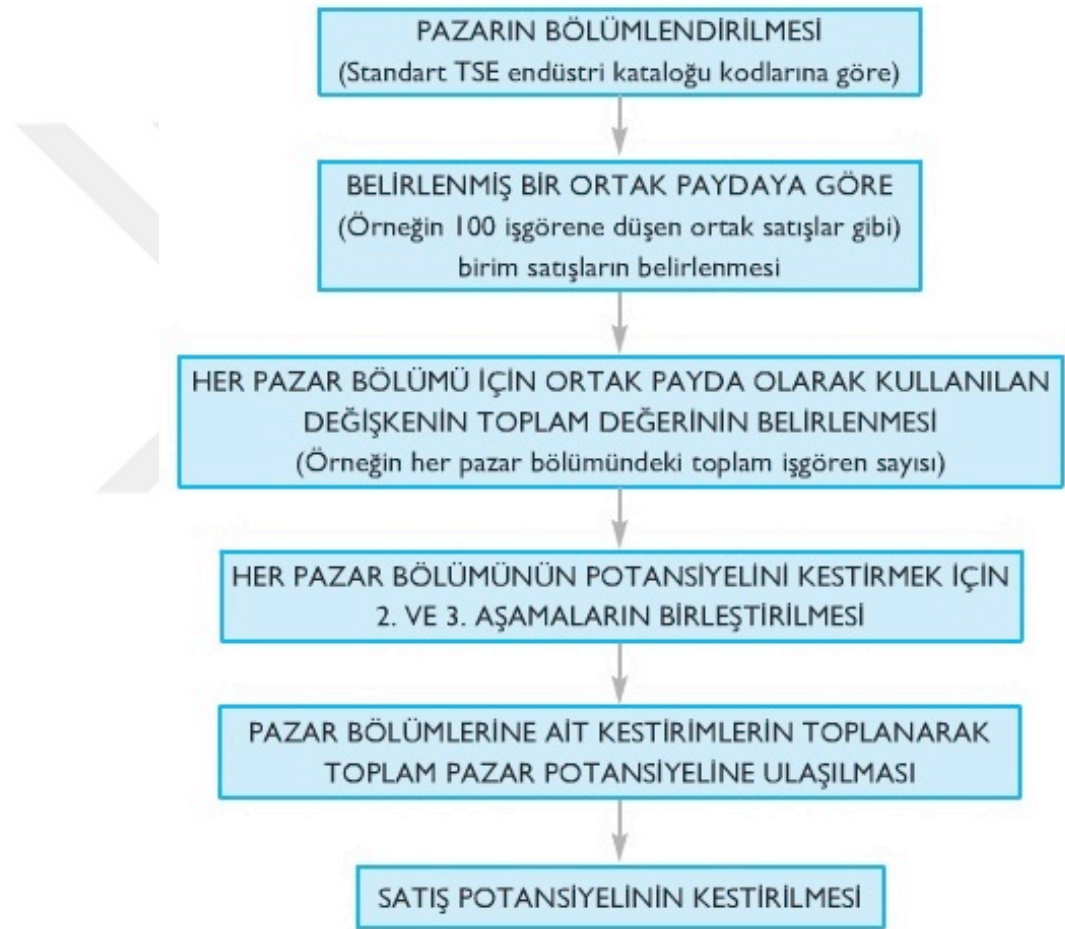 PAZARIN BÖLÜMLENDİRİLMESİ
(Standart TSE endüstri kataloğu kodlarına göre)
BELİRLENMİŞ BİR ORTAK PAYDAYA GÖRE
(Örneğin 100 işgörene düşen ortak satışlar gibi)
birim satışların belirlenmesi
HER PAZAR BÖLÜMÜ İÇİN ORTAK PAYDA OLARAK KULLANILAN
DEĞİŞKENİN TOPLAM DEĞERİNİN BELİRLENMESİ
(Örneğin her pazar bölümündeki toplam işgören sayısı)
HER PAZAR BÖLÜMÜNÜN POTANSİYELİNİ KESTİRMEK İÇİN
2. VE 3. AŞAMALARIN BİRLEŞTİRİLMESİ
PAZAR BÖLÜMLERİNE AİT KESTİRİMLERİN TOPLANARAK
TOPLAM PAZAR POTANSİYELİNE ULAŞILMASI
SATIŞ POTANSİYELİNİN KESTİRİLMESİ